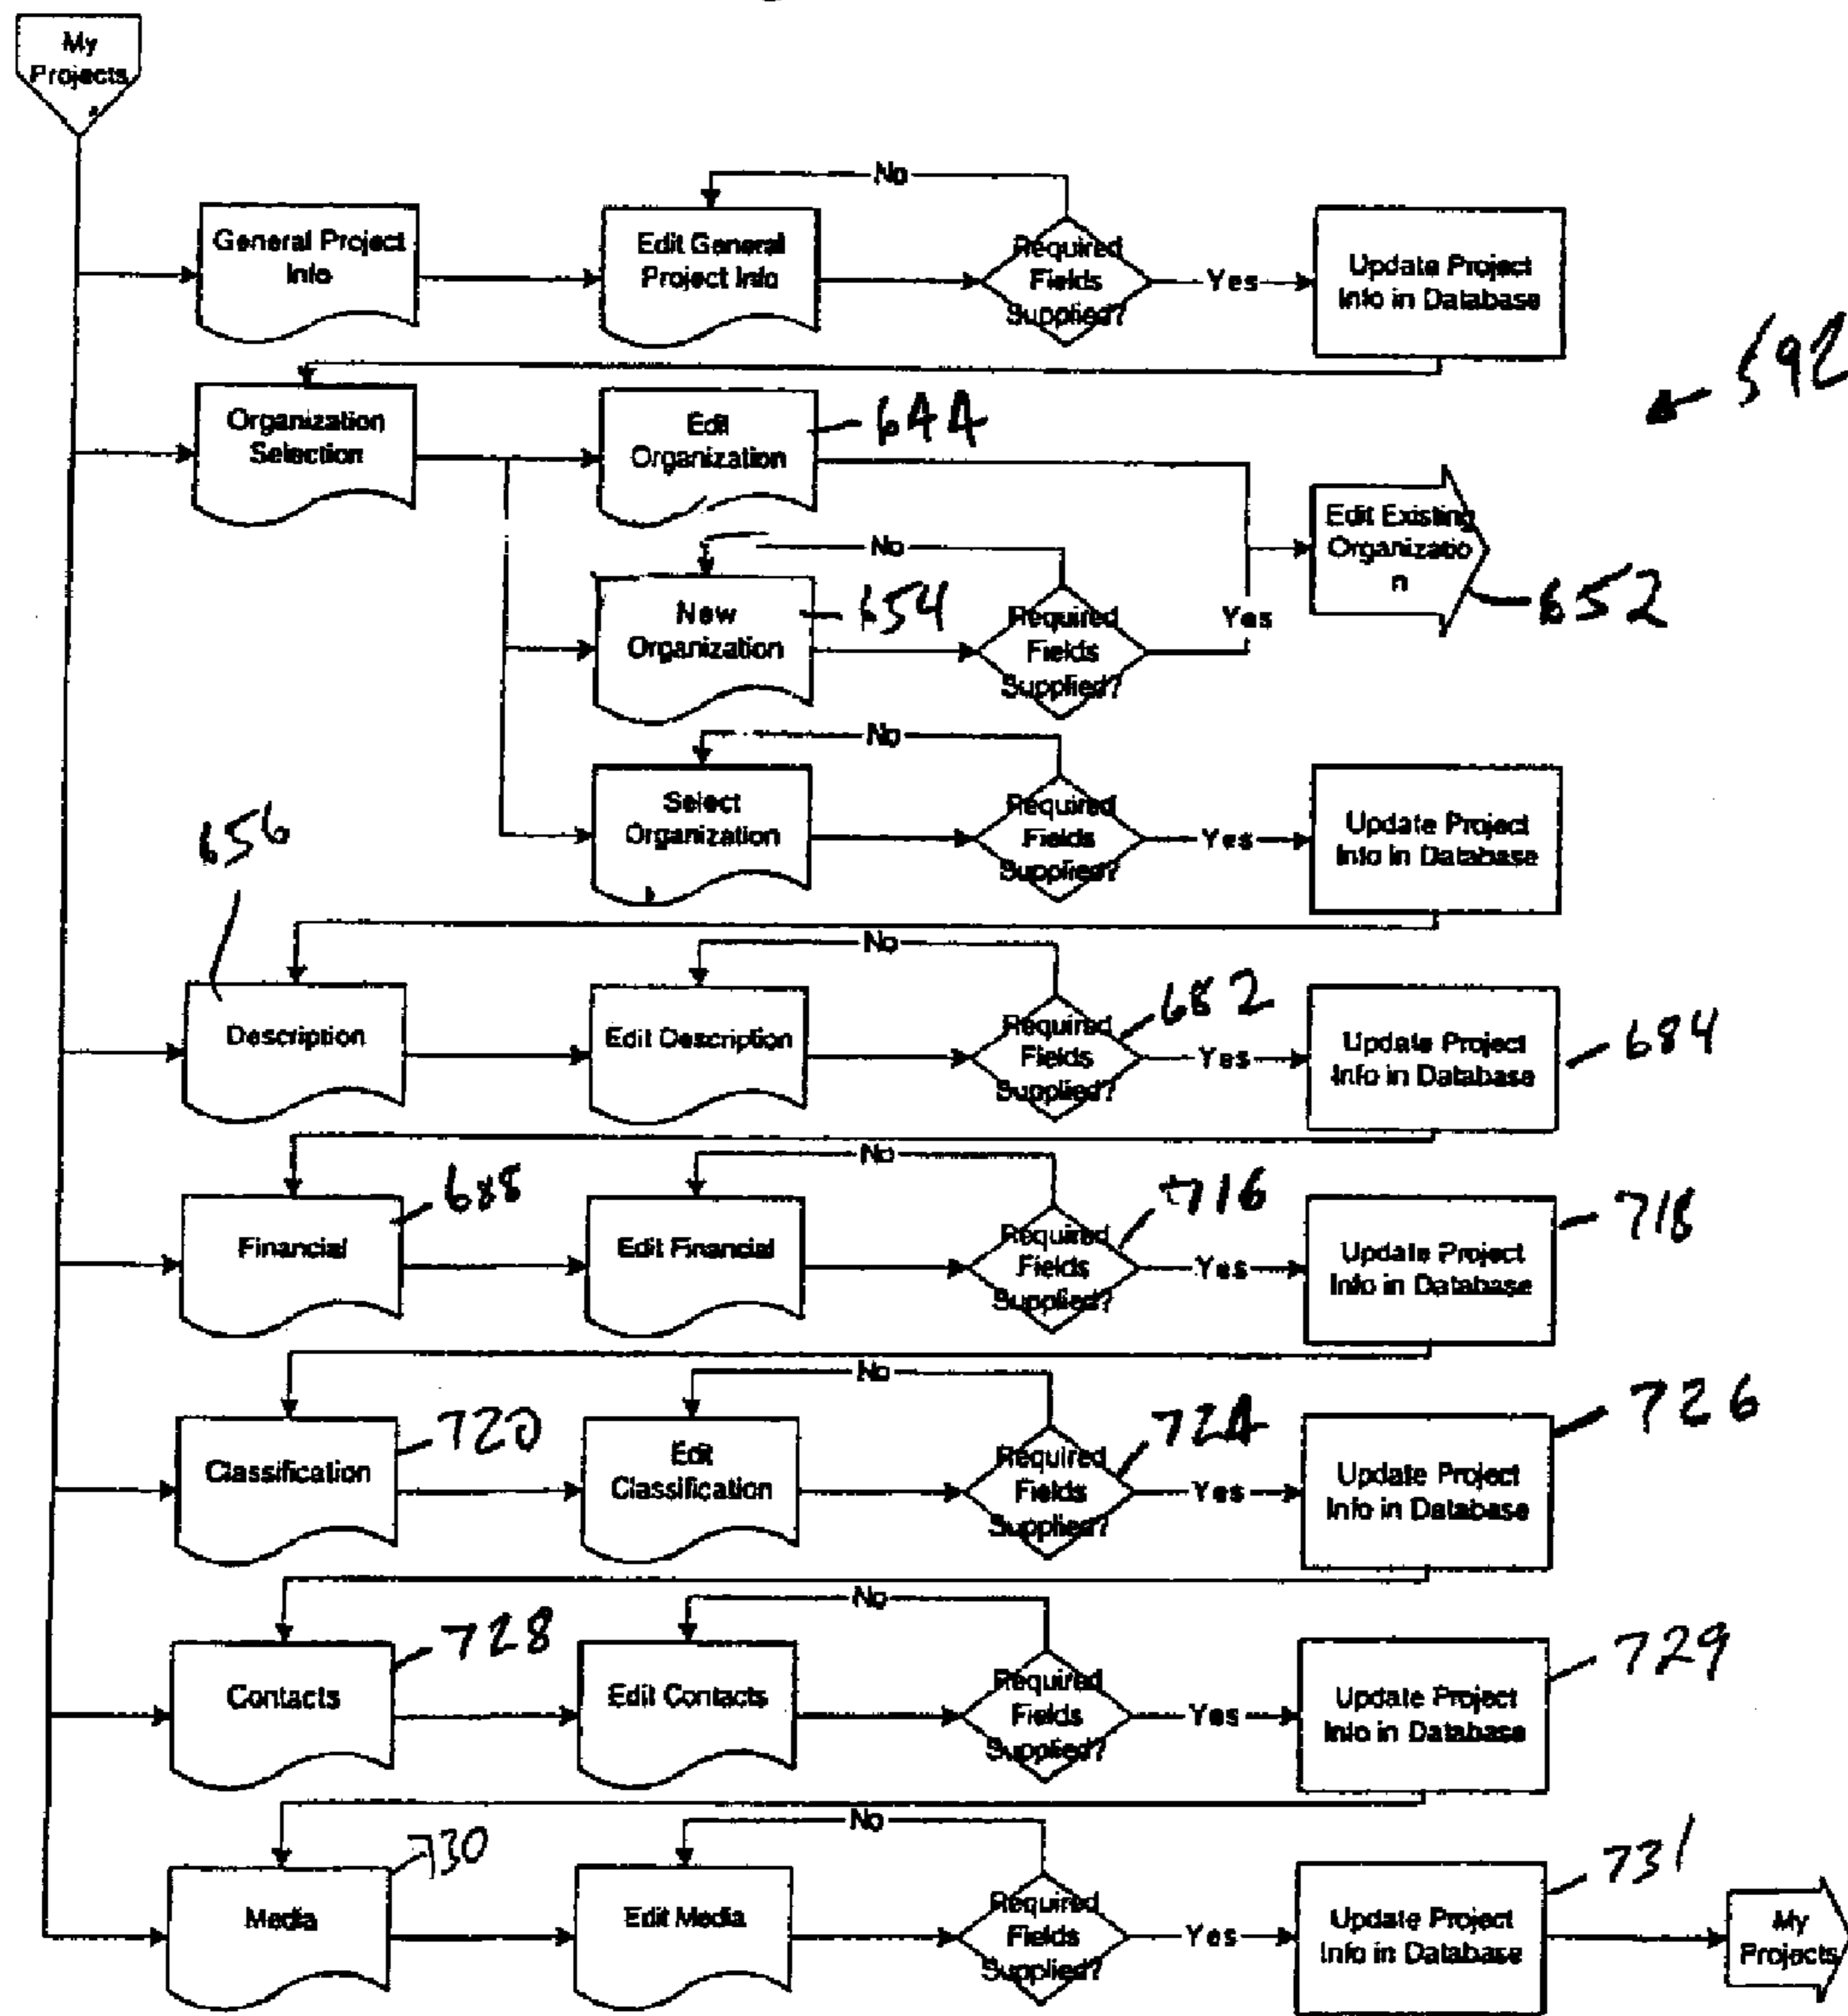 My
Projects
No
General Project
Info
Edit General
Project Info
Required
Fields
Supplied?
Yes
Update Project
Info in Database
592
Organization
Selection
Edit
Organization
644
Edit Existing
Organizatio
n
652
No
New
Organization
654
Required
Fields
Supplied?
Yes
No
Select
Organization
Required
Fields
Supplied?
Yes
Update Project
Info in Database
656
No
Description
Edit Description
Required
Fields
Supplied?
682
Yes
Update Project
Info in Database
684
No
Financial
688
Edit Financial
Required
Fields
Supplied?
716
Yes
Update Project
Info in Database
718
No
Classification
720
Edit
Classification
Required
Fields
Supplied?
724
Yes
Update Project
Info in Database
726
No
Contacts
728
Edit Contacts
Required
Fields
Supplied?
Yes
Update Project
Info in Database
729
No
Media
730
Edit Media
Required
Fields
Supplied?
Yes
Update Project
Info in Database
731
My
Projects